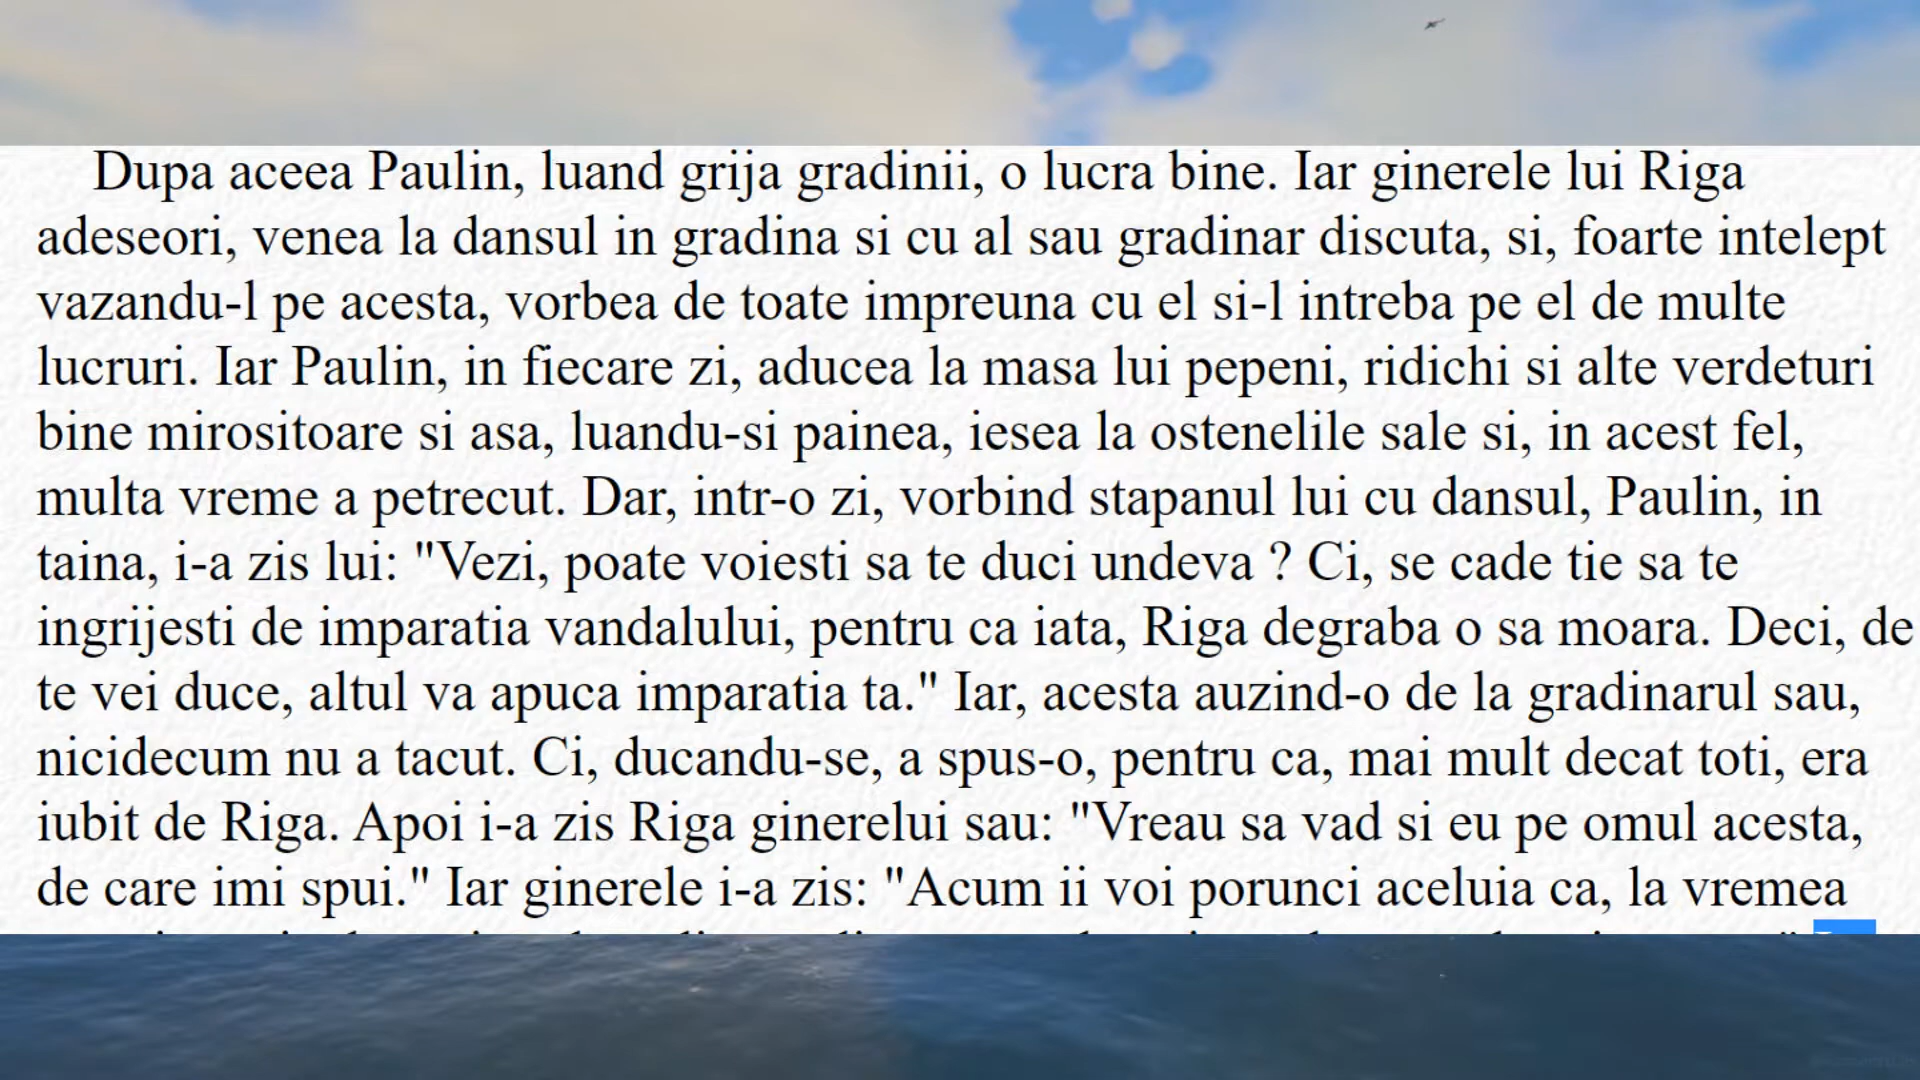 Dupa aceea Paulin, luand grija gradinii, o lucra bine. Iar ginerele lui Riga
adeseori, venea la dansul in gradina si cu al sau gradinar discuta, si, foarte intelept
vazandu-l pe acesta, vorbea de toate impreuna cu el si-l intreba pe el de multe
lucruri. Iar Paulin, in fiecare zi, aducea la masa lui pepeni, ridichi si alte verdeturi
bine mirositoare si asa, luandu-si painea, iesea la ostenelile sale si, in acest fel,
multa vreme a petrecut. Dar, intr-o zi, vorbind stapanul lui cu dansul, Paulin, in
taina, i-a zis lui: "Vezi, poate voiesti sa te duci undeva ? Ci, se cade tie sa te
ingrijesti de imparatia vandalului, pentru ca iata, Riga degraba o sa moara. Deci, de
te vei duce, altul va apuca imparatia ta." Iar, acesta auzind-o de la gradinarul sau,
nicidecum nu a tacut. Ci, ducandu-se, a spus-o, pentru ca, mai mult decat toti, era
iubit de Riga. Apoi i-a zis Riga ginerelui sau: "Vreau sa vad si eu pe omul acesta,
de care imi spui." Iar ginerele i-a zis: "Acum ii voi porunci aceluia ca, la vremea